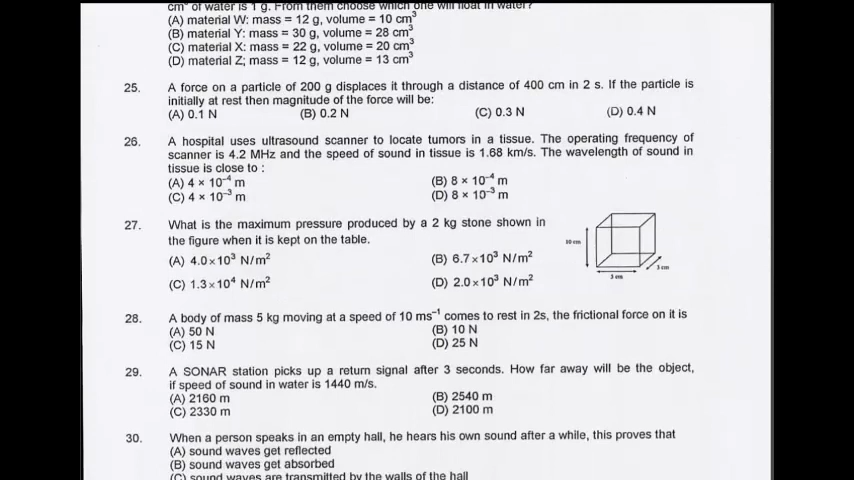 cm³ of water is 1 g. From them choose which one will float in water?
(A) material W: mass = 12 g, volume = 10 cm³
(B) material Y: mass = 30 g, volume = 28 cm³
(C) material X: mass = 22 g, volume = 20 cm³
(D) material Z; mass = 12 g, volume = 13 cm³
25. A force on a particle of 200 g displaces it through a distance of 400 cm in 2 s. If the particle is
initially at rest then magnitude of the force will be:
(A) 0.1 N (B) 0.2 N (C) 0.3 N (D) 0.4 N
26. A hospital uses ultrasound scanner to locate tumors in a tissue. The operating frequency of
scanner is 4.2 MHz and the speed of sound in tissue is 1.68 km/s. The wavelength of sound in
tissue is close to :
(A) 4 × 10⁻⁴ m (B) 8 × 10⁻⁴ m
(C) 4 × 10⁻³ m (D) 8 × 10⁻³ m
27. What is the maximum pressure produced by a 2 kg stone shown in
the figure when it is kept on the table.
(A) 4.0×10³ N/m² (B) 6.7×10³ N/m²
(C) 1.3×10⁴ N/m² (D) 2.0×10³ N/m²
10 cm
3 cm
5 cm
28. A body of mass 5 kg moving at a speed of 10 ms⁻¹ comes to rest in 2s, the frictional force on it is
(A) 50 N (B) 10 N
(C) 15 N (D) 25 N
29. A SONAR station picks up a return signal after 3 seconds. How far away will be the object,
if speed of sound in water is 1440 m/s.
(A) 2160 m (B) 2540 m
(C) 2330 m (D) 2100 m
30. When a person speaks in an empty hall, he hears his own sound after a while, this proves that
(A) sound waves get reflected
(B) sound waves get absorbed
(C) sound waves are transmitted by the walls of the hall